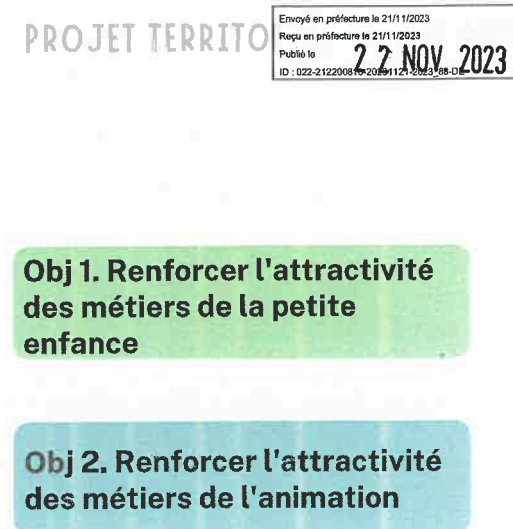 PROJET TERRITO
Envoyé en préfecture le 21/11/2023
Reçu en préfecture le 21/11/2023
Publié le
22 NOV. 2023
Obj 1. Renforcer l'attractivité
des métiers de la petite
enfance
Obj 2. Renforcer l'attractivité
des métiers de l'animation